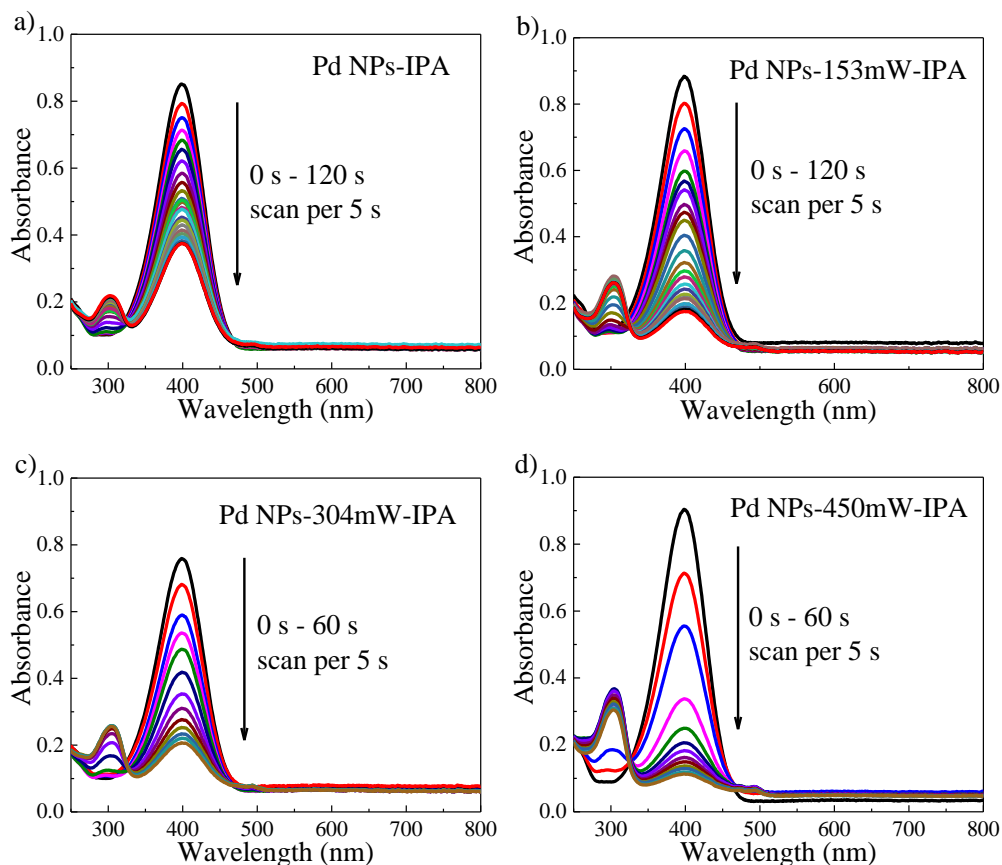 a)
1.0
0.8
0.6
0.4
0.2
0.0
Absorbance
Pd NPs-IPA
0 s - 120 s
scan per 5 s
300 400 500 600 700 800
Wavelength (nm)
b)
1.0
0.8
0.6
0.4
0.2
0.0
Absorbance
Pd NPs-153mW-IPA
0 s - 120 s
scan per 5 s
300 400 500 600 700 800
Wavelength (nm)
c)
1.0
0.8
0.6
0.4
0.2
0.0
Absorbance
Pd NPs-304mW-IPA
0 s - 60 s
scan per 5 s
300 400 500 600 700 800
Wavelength (nm)
d)
1.0
0.8
0.6
0.4
0.2
0.0
Absorbance
Pd NPs-450mW-IPA
0 s - 60 s
scan per 5 s
300 400 500 600 700 800
Wavelength (nm)